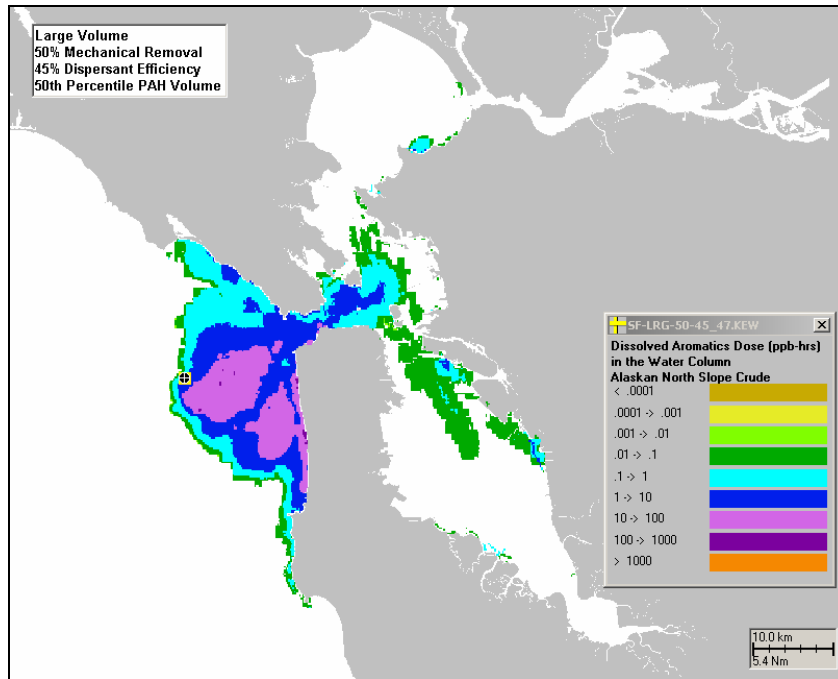 Large Volume
50% Mechanical Removal
45% Dispersant Efficiency
50th Percentile PAH Volume
SF-LRG-50-45_47.KEW
Dissolved Aromatics Dose (ppb-hrs)
in the Water Column
Alaskan North Slope Crude
< .0001
.0001 -> .001
.001 -> .01
.01 -> .1
.1 -> 1
1 -> 10
10 -> 100
100 -> 1000
> 1000
10.0 km
5.4 Nm